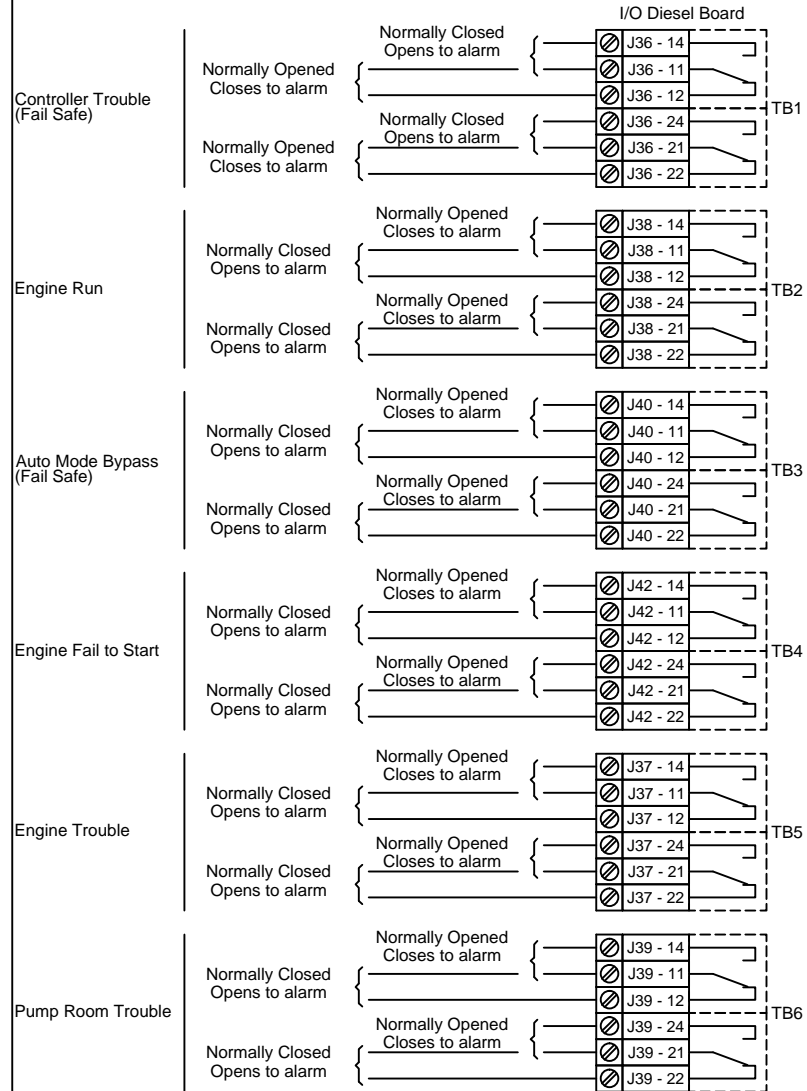 I/O Diesel Board
Controller Trouble
(Fail Safe)
Normally Closed
Opens to alarm
Normally Opened
Closes to alarm
Normally Closed
Opens to alarm
Normally Opened
Closes to alarm
J36 - 14
J36 - 11
J36 - 12
J36 - 24
J36 - 21
J36 - 22
TB1
Engine Run
Normally Opened
Closes to alarm
Normally Closed
Opens to alarm
Normally Opened
Closes to alarm
Normally Closed
Opens to alarm
J38 - 14
J38 - 11
J38 - 12
J38 - 24
J38 - 21
J38 - 22
TB2
Auto Mode Bypass
(Fail Safe)
Normally Opened
Closes to alarm
Normally Closed
Opens to alarm
Normally Opened
Closes to alarm
Normally Closed
Opens to alarm
J40 - 14
J40 - 11
J40 - 12
J40 - 24
J40 - 21
J40 - 22
TB3
Engine Fail to Start
Normally Opened
Closes to alarm
Normally Closed
Opens to alarm
Normally Opened
Closes to alarm
Normally Closed
Opens to alarm
J42 - 14
J42 - 11
J42 - 12
J42 - 24
J42 - 21
J42 - 22
TB4
Engine Trouble
Normally Opened
Closes to alarm
Normally Closed
Opens to alarm
Normally Opened
Closes to alarm
Normally Closed
Opens to alarm
J37 - 14
J37 - 11
J37 - 12
J37 - 24
J37 - 21
J37 - 22
TB5
Pump Room Trouble
Normally Opened
Closes to alarm
Normally Closed
Opens to alarm
Normally Opened
Closes to alarm
Normally Closed
Opens to alarm
J39 - 14
J39 - 11
J39 - 12
J39 - 24
J39 - 21
J39 - 22
TB6